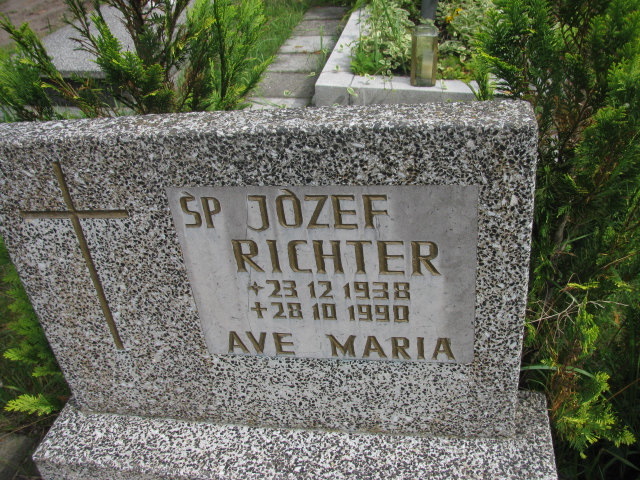 ŚP JÓZEF
RICHTER
+23 12 1938
+28 10 1990
AVE MARIA